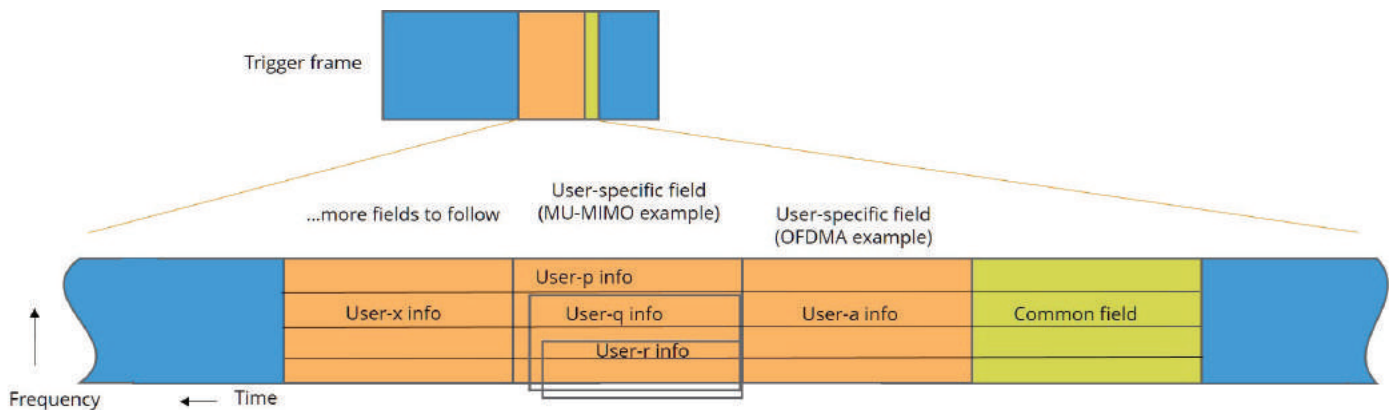 Trigger frame
User-specific field
(MU-MIMO example)
...more fields to follow
User-specific field
(OFDMA example)
User-p info
User-x info
User-q info
User-a info
Common field
User-r info
Frequency
Time